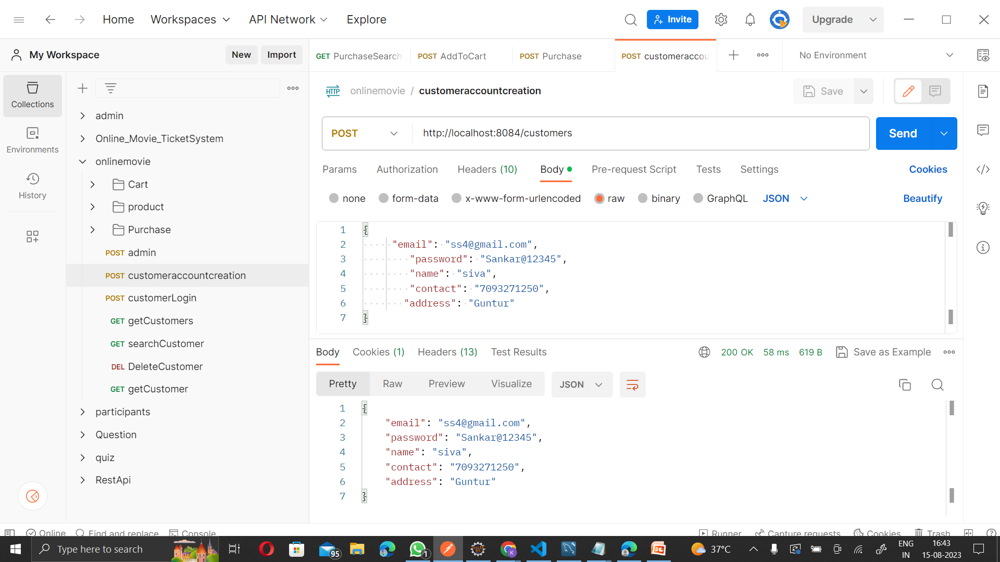 Home Workspaces API Network Explore Invite Upgrade
My Workspace New Import GET PurchaseSearch POST AddToCart POST Purchase POST customeraccou No Environment
Collections
Environments
History
admin
Online_Movie_TicketSystem
onlinemovie
Cart
product
Purchase
POST admin
POST customeraccountcreation
POST customerLogin
GET getCustomers
GET searchCustomer
DEL DeleteCustomer
GET getCustomer
participants
Question
quiz
RestApi
HTTP onlinemovie / customeraccountcreation Save
POST http://localhost:8084/customers Send
Params Authorization Headers (10) Body Pre-request Script Tests Settings Cookies
none form-data x-www-form-urlencoded raw binary GraphQL JSON Beautify
1 {
2 "email": "ss4@gmail.com",
3 "password": "Sankar@12345",
4 "name": "siva",
5 "contact": "7093271250",
6 "address": "Guntur"
7 }
Body Cookies (1) Headers (13) Test Results 200 OK 58 ms 619 B Save as Example
Pretty Raw Preview Visualize JSON
1 {
2 "email": "ss4@gmail.com",
3 "password": "Sankar@12345",
4 "name": "siva",
5 "contact": "7093271250",
6 "address": "Guntur"
7 }
Online Find and replace Console Runner Capture requests Cookies Trash
Type here to search 95 1 37°C ENG 16:43
IN 15-08-2023